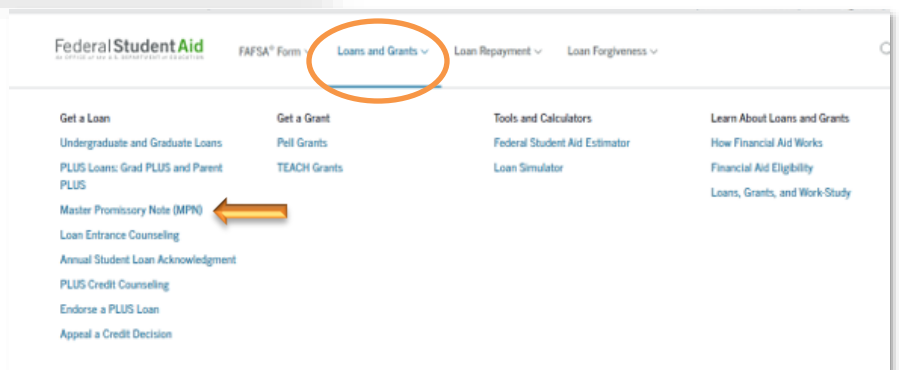 Federal Student Aid
FAFSA® Form
Loans and Grants
Loan Repayment
Loan Forgiveness
Get a Loan
Undergraduate and Graduate Loans
PLUS Loans: Grad PLUS and Parent
PLUS
Master Promissory Note (MPN)
Loan Entrance Counseling
Annual Student Loan Acknowledgment
PLUS Credit Counseling
Endorse a PLUS Loan
Appeal a Credit Decision
Get a Grant
Pell Grants
TEACH Grants
Tools and Calculators
Federal Student Aid Estimator
Loan Simulator
Learn About Loans and Grants
How Financial Aid Works
Financial Aid Eligibility
Loans, Grants, and Work-Study